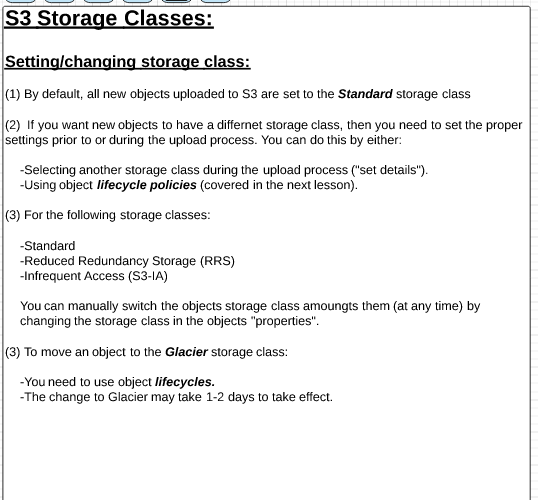 S3 Storage Classes:
Setting/changing storage class:
(1) By default, all new objects uploaded to S3 are set to the Standard storage class
(2) If you want new objects to have a differnet storage class, then you need to set the proper
settings prior to or during the upload process. You can do this by either:
-Selecting another storage class during the upload process ("set details").
-Using object lifecycle policies (covered in the next lesson).
(3) For the following storage classes:
-Standard
-Reduced Redundancy Storage (RRS)
-Infrequent Access (S3-IA)
You can manually switch the objects storage class amoungts them (at any time) by
changing the storage class in the objects "properties".
(3) To move an object to the Glacier storage class:
-You need to use object lifecycles.
-The change to Glacier may take 1-2 days to take effect.